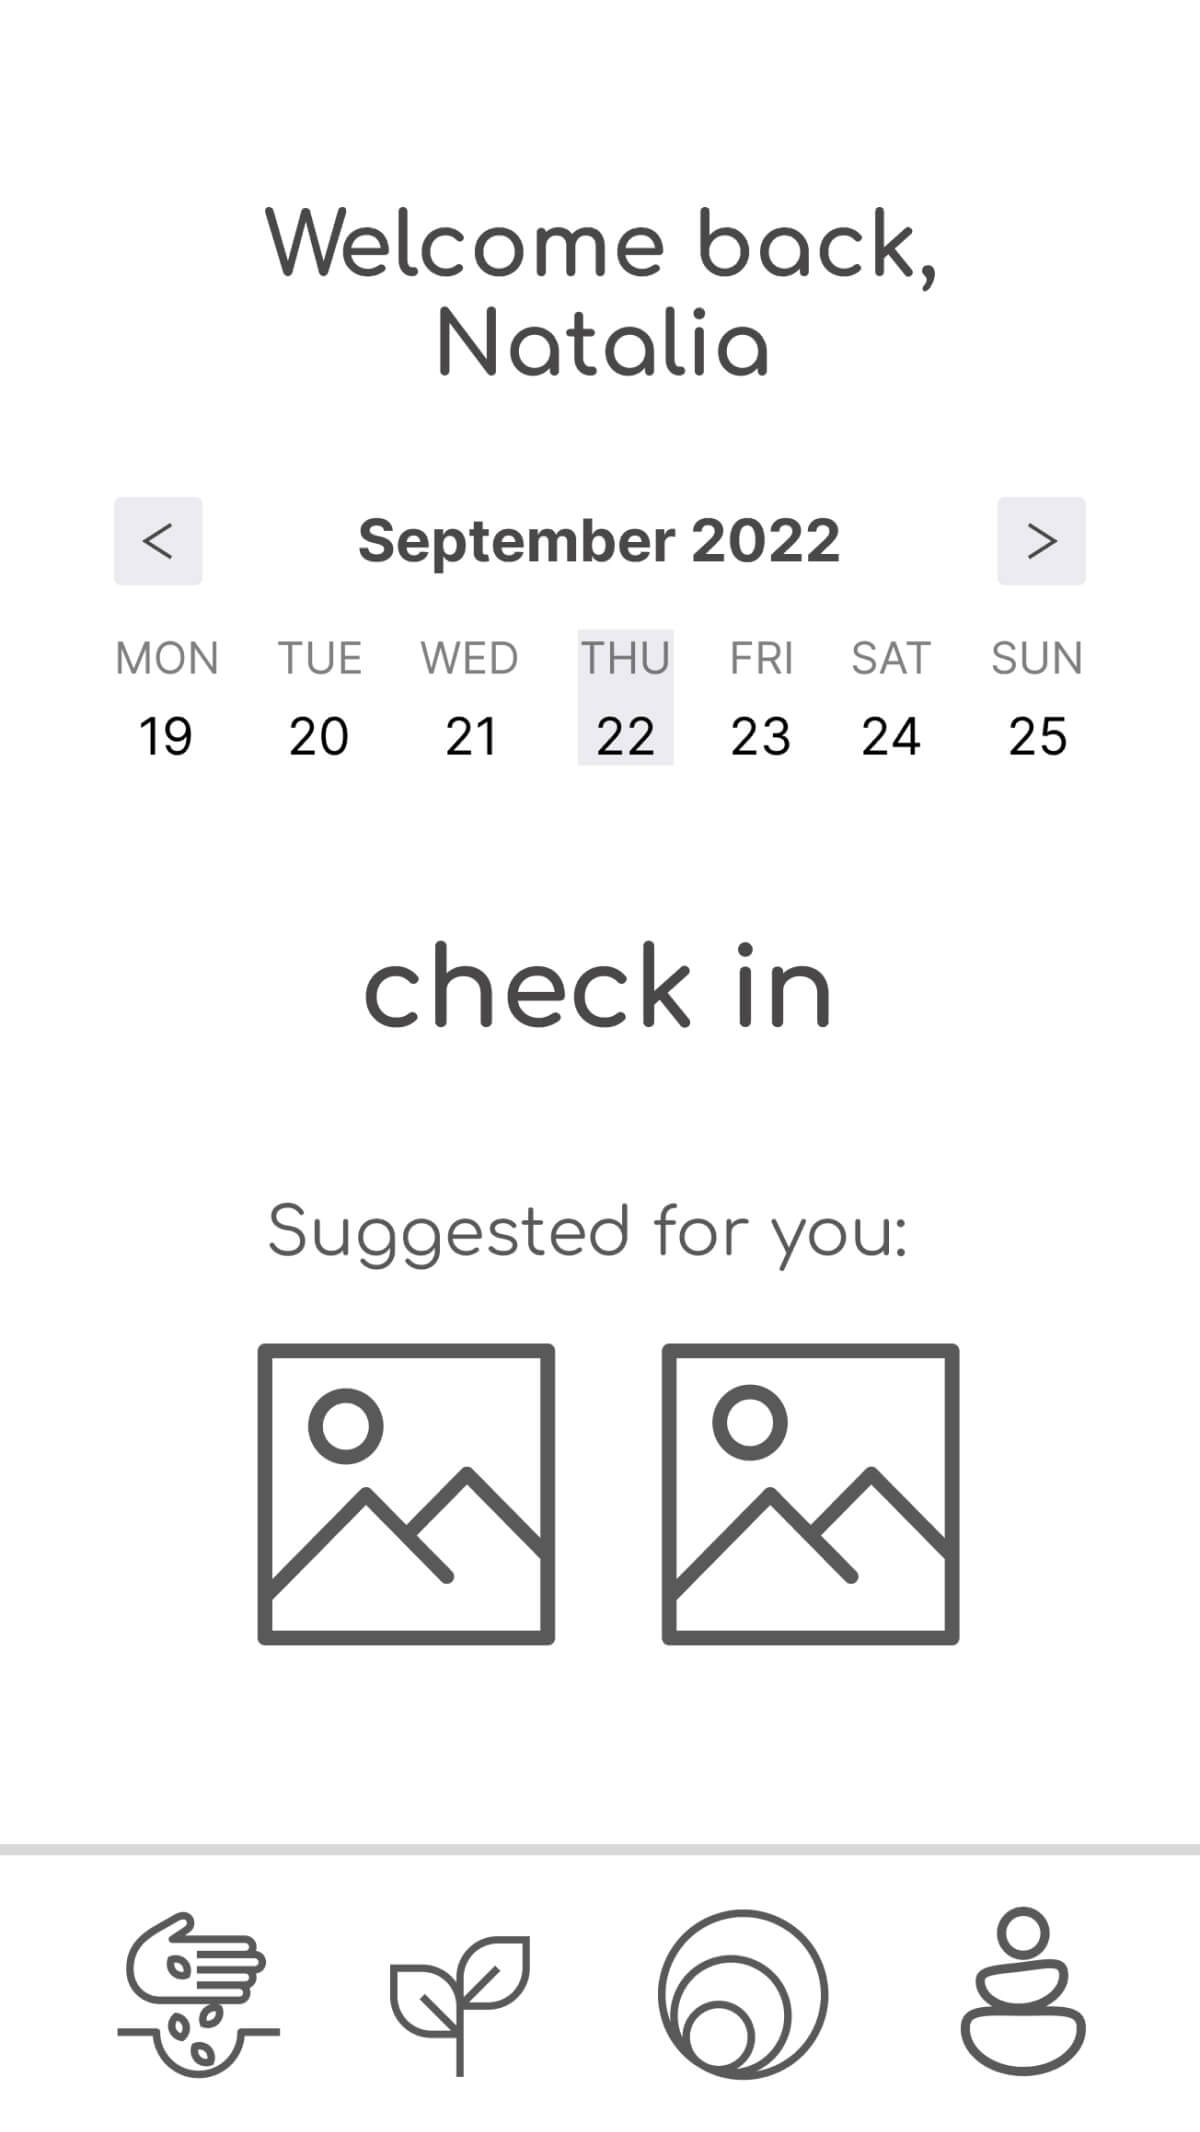 Welcome back,
Natalia
< September 2022 >
MON TUE WED THU FRI SAT SUN
19 20 21 22 23 24 25
check in
Suggested for you: